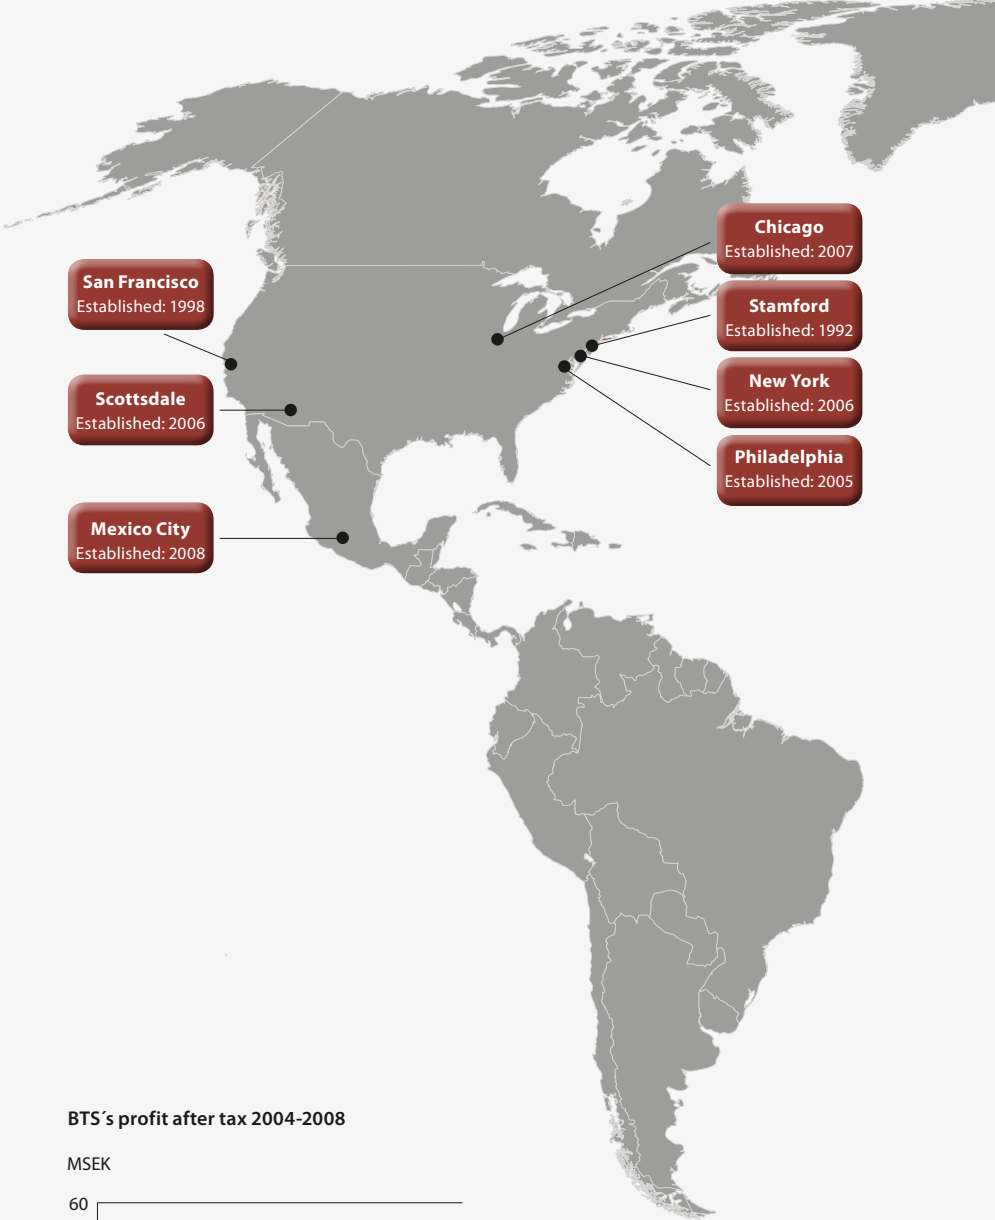 Chicago
Established: 2007
San Francisco
Established: 1998
Stamford
Established: 1992
New York
Established: 2006
Scottsdale
Established: 2006
Philadelphia
Established: 2005
Mexico City
Established: 2008
BTS´s profit after tax 2004-2008
MSEK
60